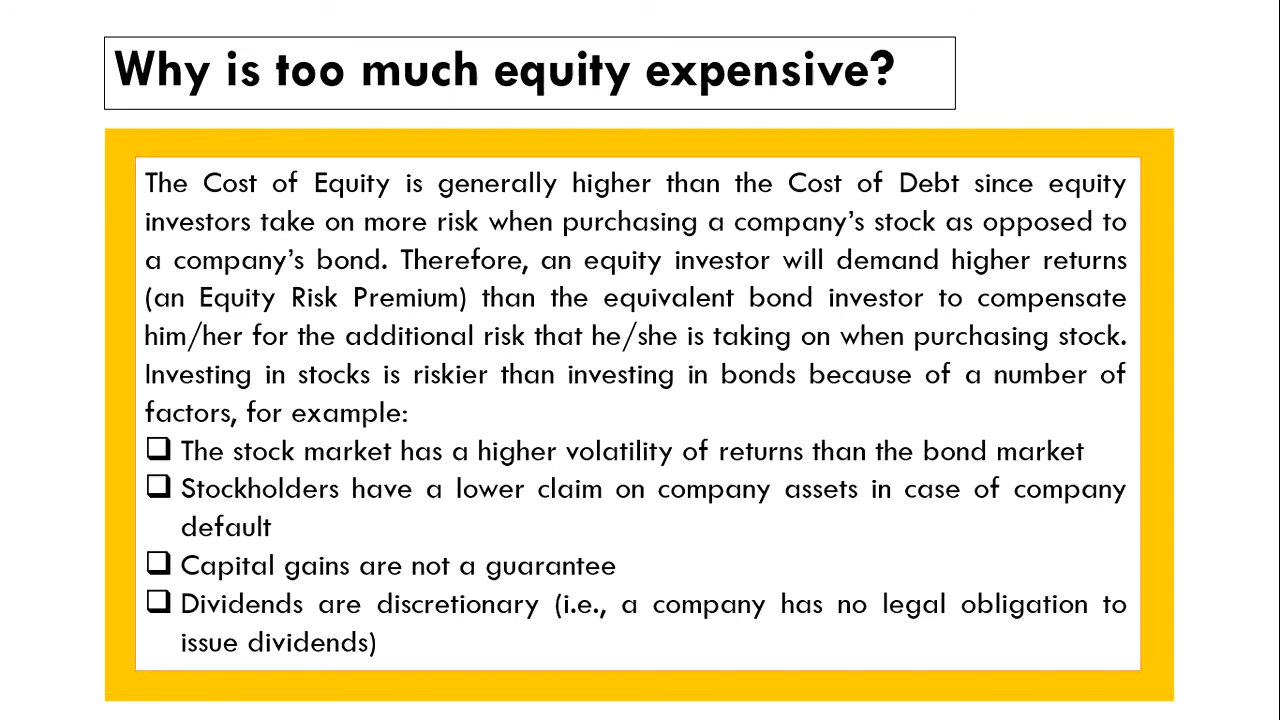 Why is too much equity expensive?
The Cost of Equity is generally higher than the Cost of Debt since equity
investors take on more risk when purchasing a company’s stock as opposed to
a company’s bond. Therefore, an equity investor will demand higher returns
(an Equity Risk Premium) than the equivalent bond investor to compensate
him/her for the additional risk that he/she is taking on when purchasing stock.
Investing in stocks is riskier than investing in bonds because of a number of
factors, for example:
❑ The stock market has a higher volatility of returns than the bond market
❑ Stockholders have a lower claim on company assets in case of company
default
❑ Capital gains are not a guarantee
❑ Dividends are discretionary (i.e., a company has no legal obligation to
issue dividends)